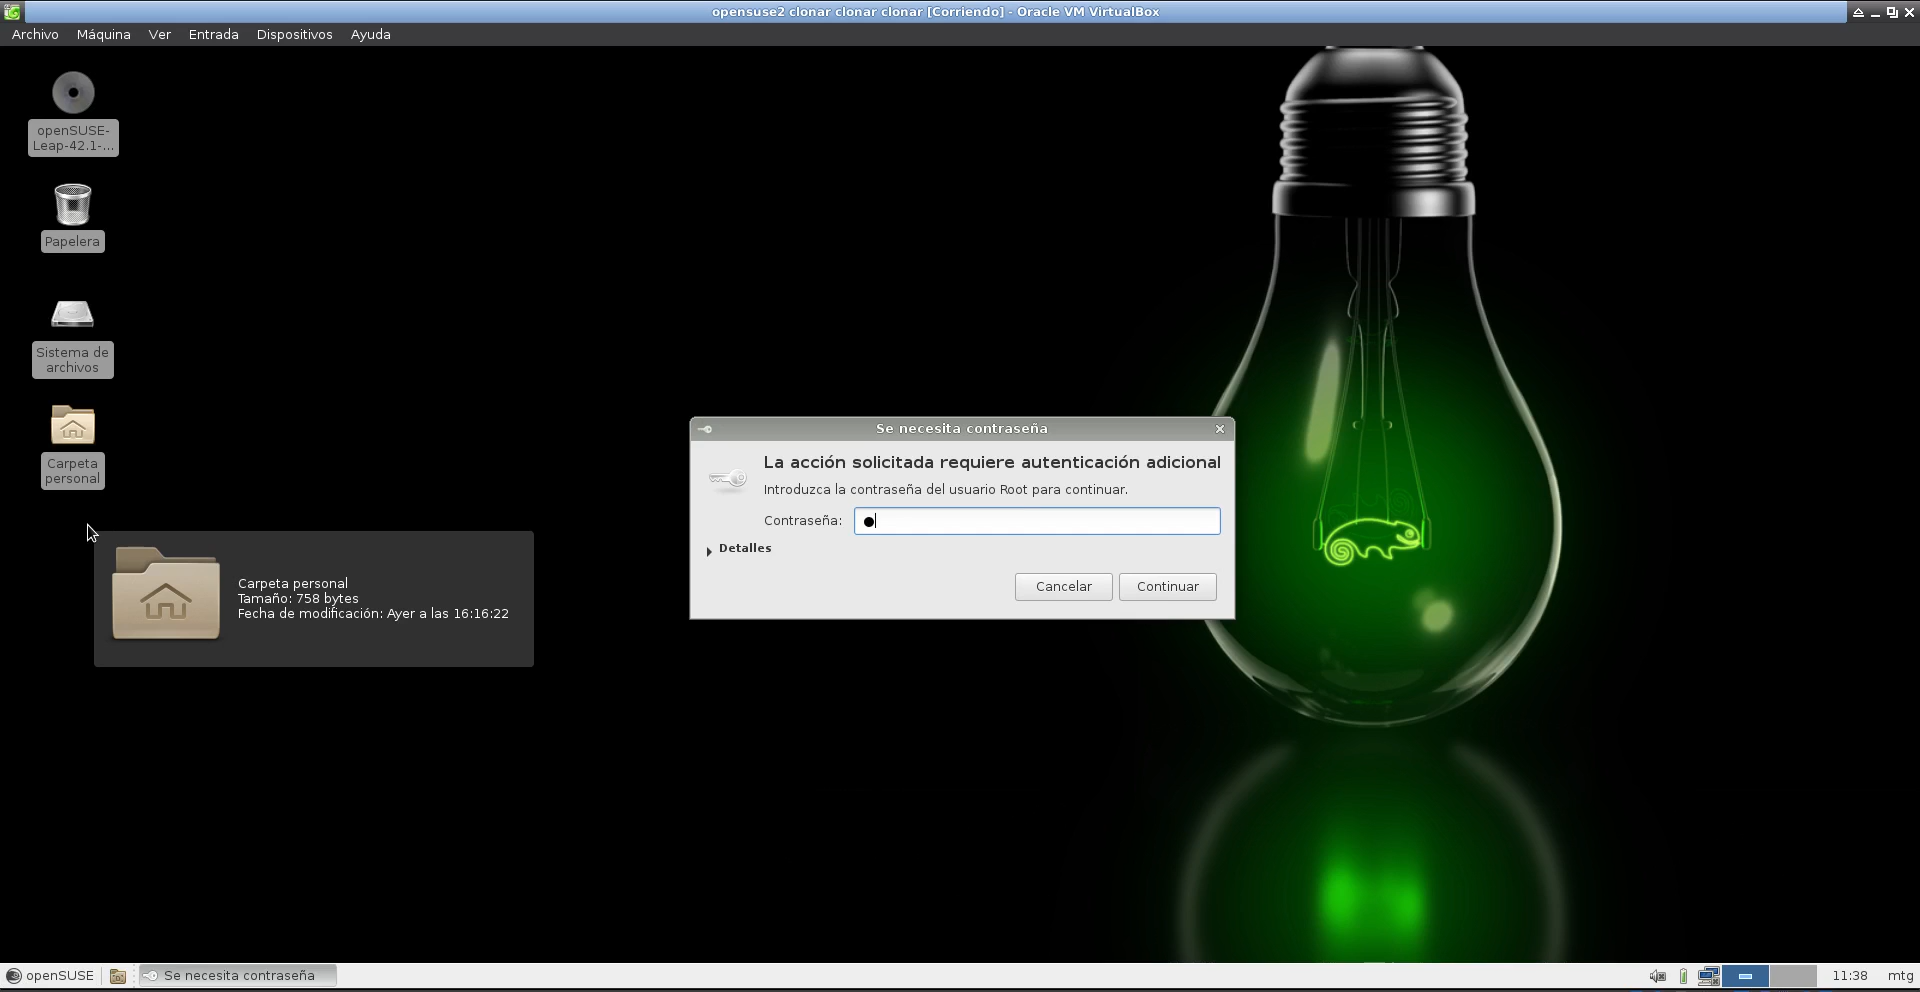 opensuse2 clonar clonar clonar [Corriendo] - Oracle VM VirtualBox
Archivo Máquina Ver Entrada Dispositivos Ayuda
openSUSE-
Leap-42.1-...
Papelera
Sistema de
archivos
Carpeta
personal
Carpeta personal
Tamaño: 758 bytes
Fecha de modificación: Ayer a las 16:16:22
Se necesita contraseña
La acción solicitada requiere autenticación adicional
Introduzca la contraseña del usuario Root para continuar.
Contraseña: ●
Detalles
Cancelar Continuar
openSUSE Se necesita contraseña 11:38 mtg